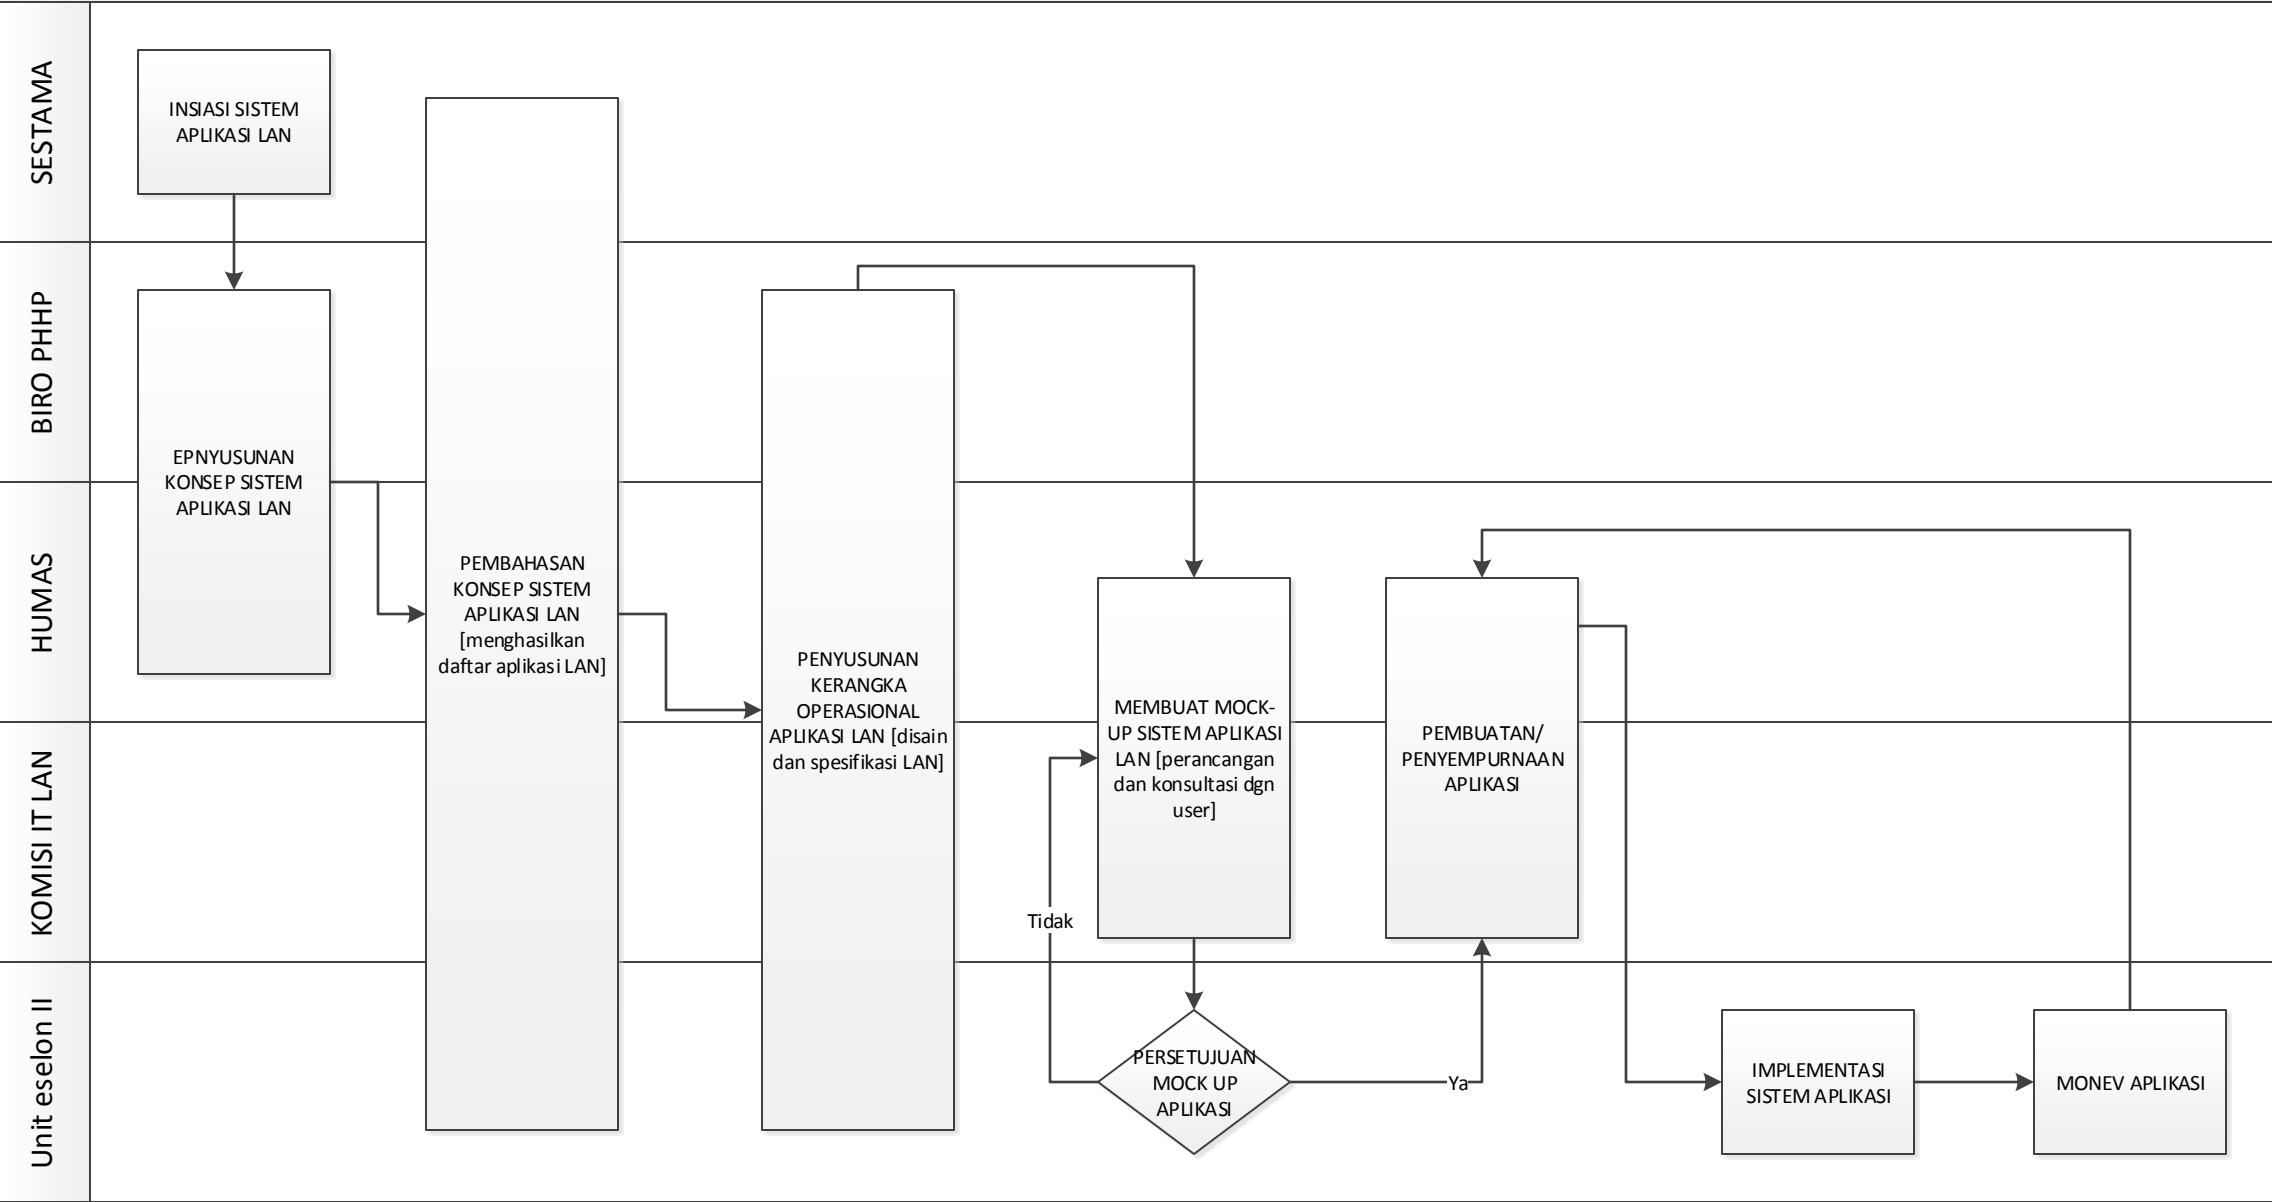 SESTAMA
INSIASI SISTEM
APLIKASI LAN
BIRO PHHP
EPNYUSUNAN
KONSEP SISTEM
APLIKASI LAN
HUMAS
PEMBAHASAN
KONSEP SISTEM
APLIKASI LAN
[menghasilkan
daftar aplikasi LAN]
PENYUSUNAN
KERANGKA
OPERASIONAL
APLIKASI LAN [disain
dan spesifikasi LAN]
MEMBUAT MOCK-
UP SISTEM APLIKASI
LAN [perancangan
dan konsultasi dgn
user]
PEMBUATAN/
PENYEMPURNAAN
APLIKASI
KOMISI IT LAN
Tidak
Unit eselon II
PERSETUJUAN
MOCK UP
APLIKASI
Ya
IMPLEMENTASI
SISTEM APLIKASI
MONEV APLIKASI